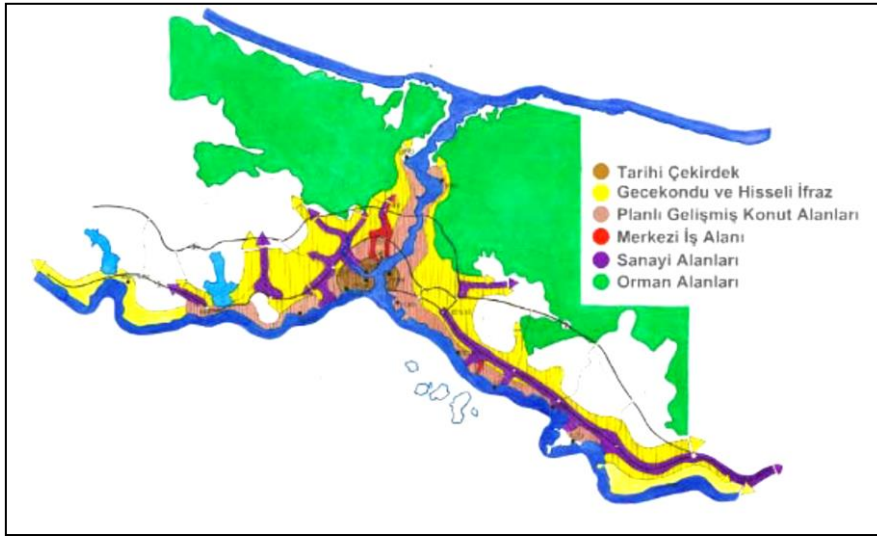 Tarihi Çekirdek
Gecekondu ve Hisseli İfraz
Planlı Gelişmiş Konut Alanları
Merkezi İş Alanı
Sanayi Alanları
Orman Alanları